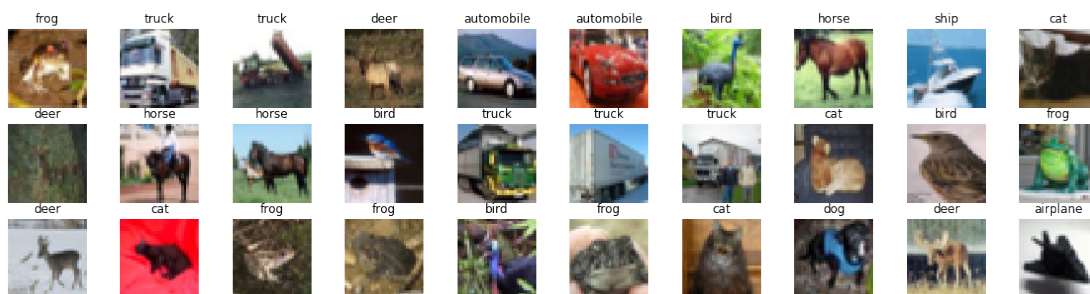 frog truck truck deer automobile automobile bird horse ship cat
deer horse horse bird truck truck truck cat bird frog
deer cat frog frog bird frog cat dog deer airplane